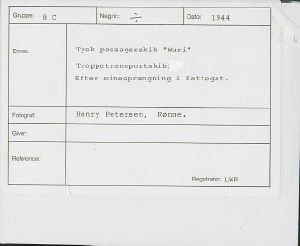 Gruppe: 8 C Neg.nr.: ÷ Dato: 1944
Emne: Tysk passagerskib "Wuri"
Troppetransportskib.
Efter minesprængning i Kattegat.
Fotograf: Henry Petersen, Rønne.
Giver:
Reference:
Registrator: LWR